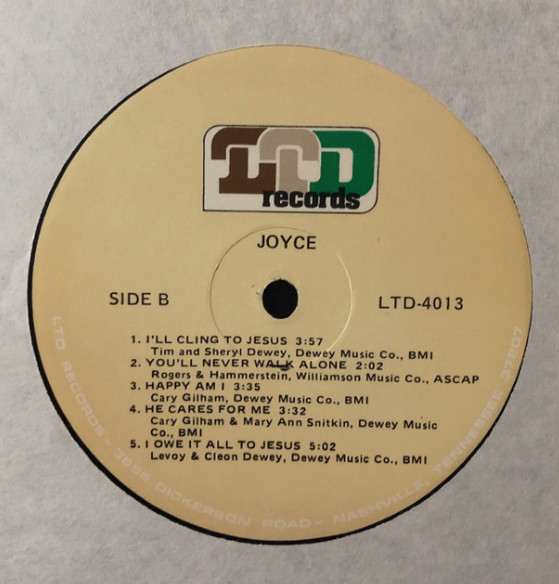 LTD
records
JOYCE
SIDE B
LTD-4013
1. I'LL CLING TO JESUS 3:57
Tim and Sheryl Dewey, Dewey Music Co., BMI
2. YOU'LL NEVER WALK ALONE 2:02
Rogers & Hammerstein, Williamson Music Co., ASCAP
3. HAPPY AM I 3:35
Cary Gilham, Dewey Music Co., BMI
4. HE CARES FOR ME 3:32
Cary Gilham & Mary Ann Snitkin, Dewey Music
Co., BMI
5. I OWE IT ALL TO JESUS 5:02
Levoy & Cleon Dewey, Dewey Music Co., BMI
LTD RECORDS - DICKERSON ROAD - NASHVILLE, TENNESSEE 37207